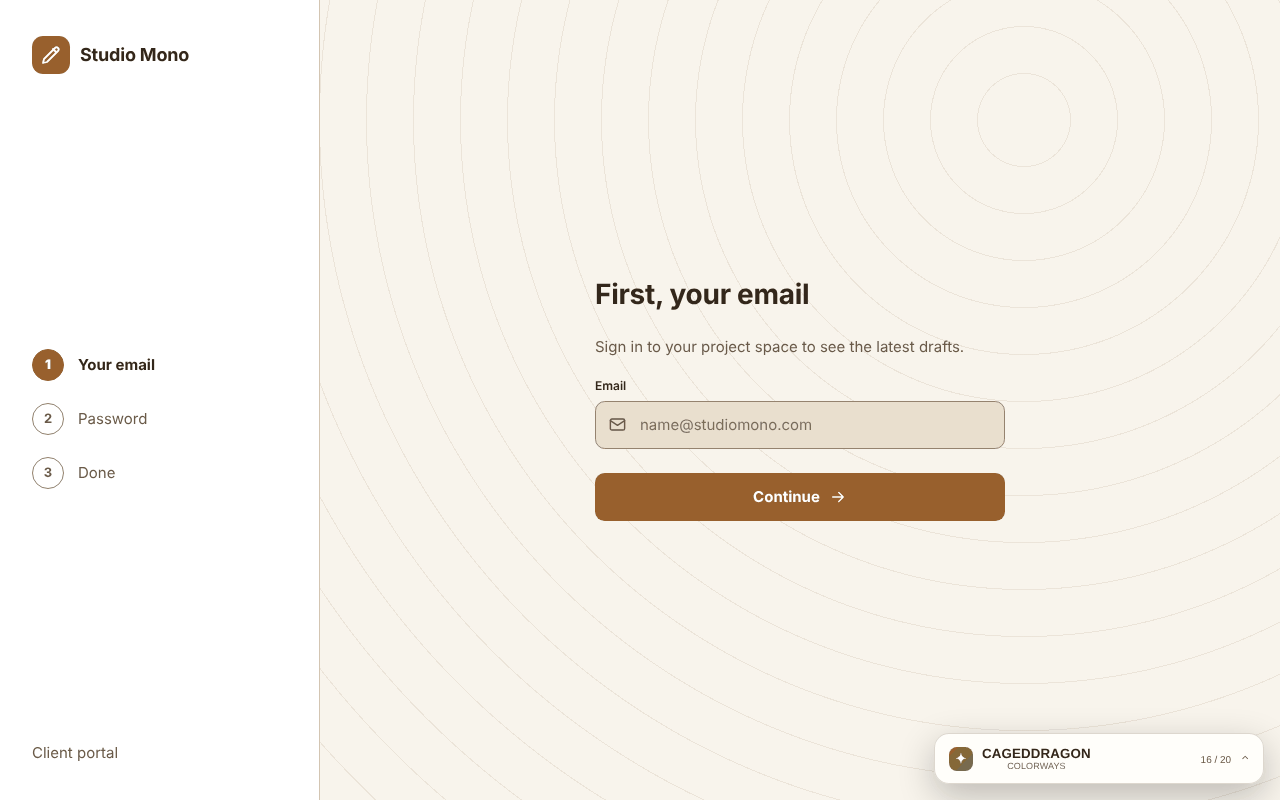 Studio Mono
1 Your email
2 Password
3 Done
Client portal
First, your email
Sign in to your project space to see the latest drafts.
Email
name@studiomono.com
Continue
CAGEDDRAGON
COLORWAYS
16 / 20